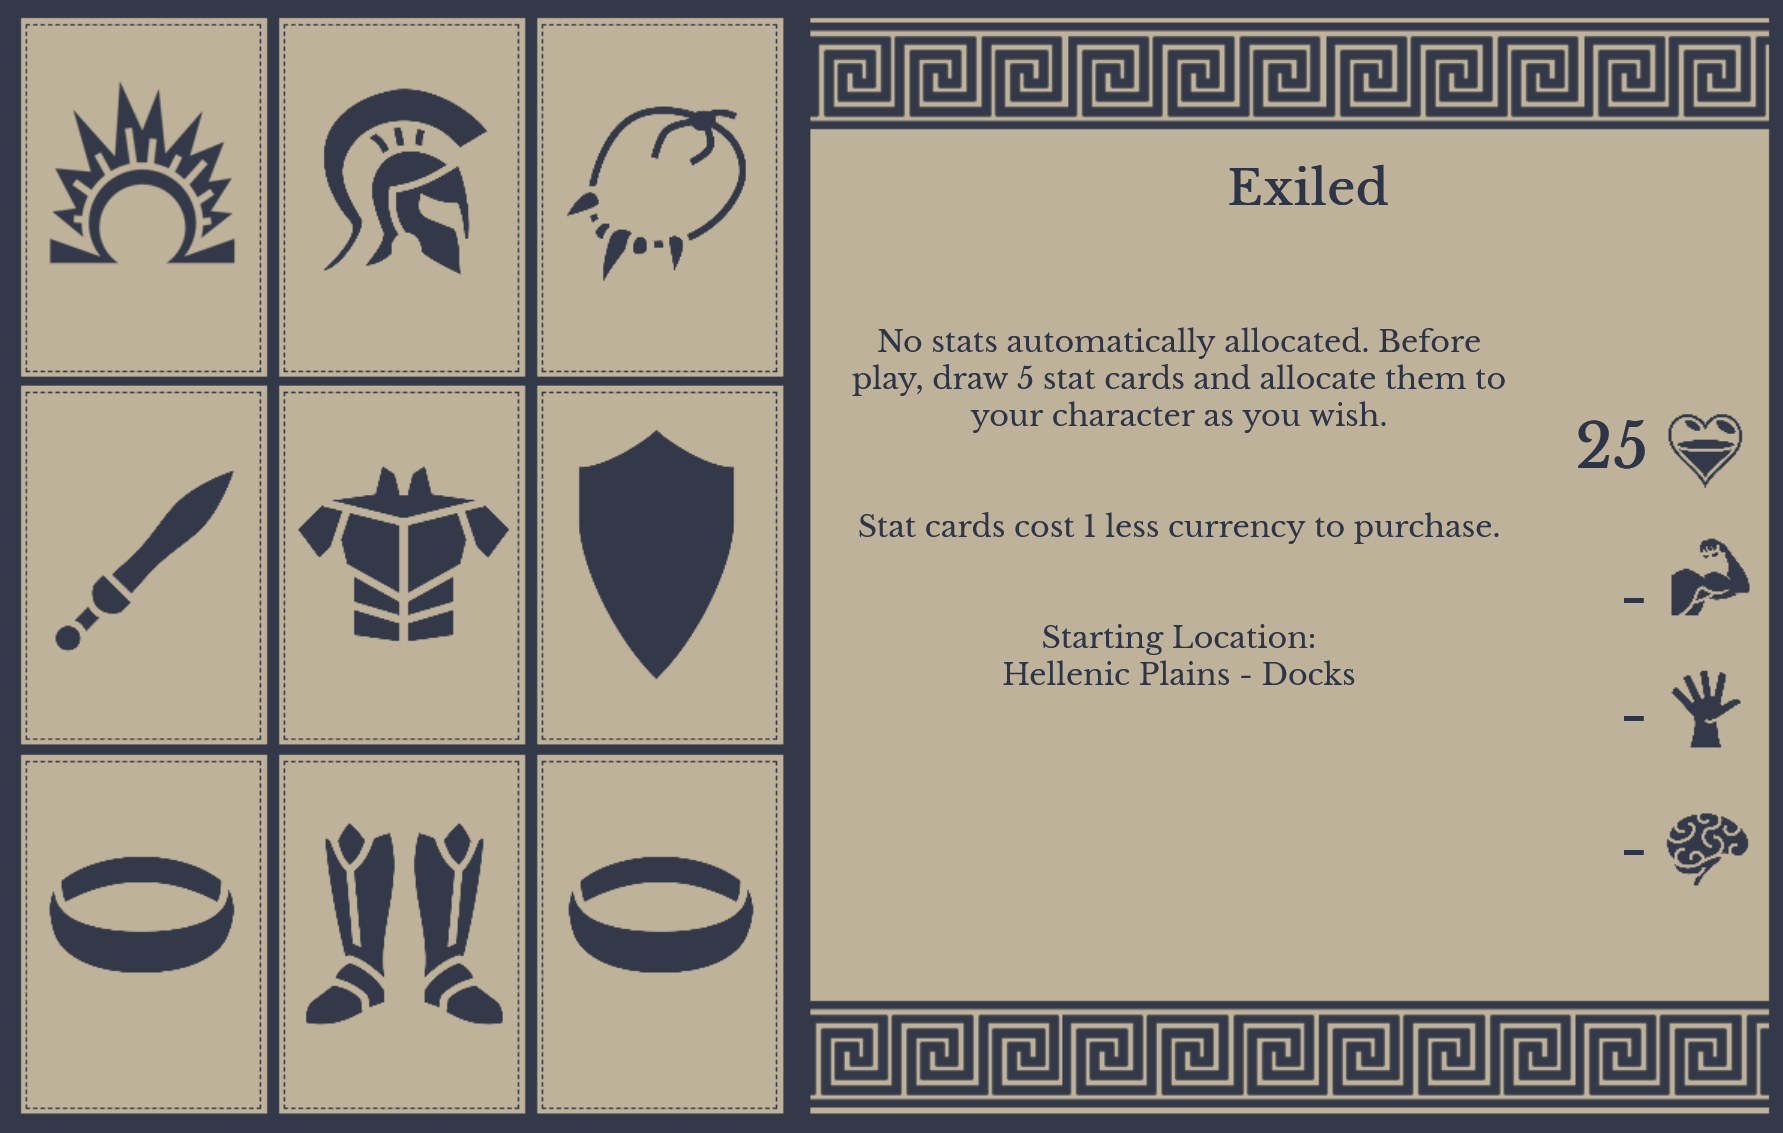 Exiled
No stats automatically allocated. Before
play, draw 5 stat cards and allocate them to
your character as you wish.
25
Stat cards cost 1 less currency to purchase.
-
Starting Location:
Hellenic Plains - Docks
-
-